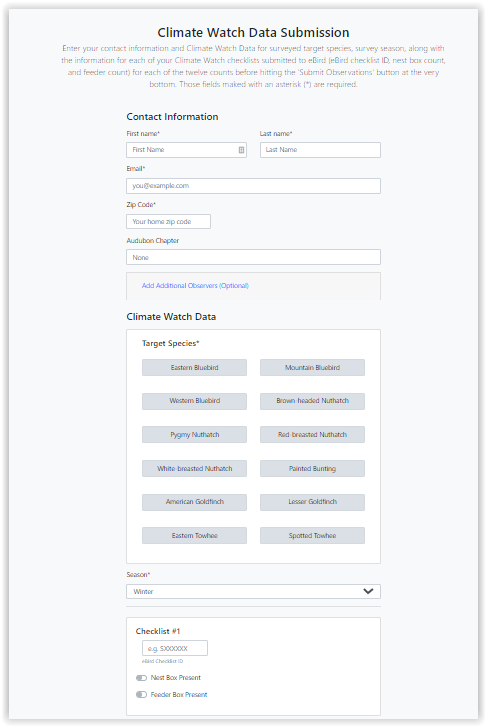 Climate Watch Data Submission
Enter your contact information and Climate Watch Data for surveyed target species, survey season, along with
the information for each of your Climate Watch checklists submitted to eBird (eBird checklist ID, nest box count,
and feeder count) for each of the twelve counts before hitting the 'Submit Observations' button at the very
bottom. Those fields maked with an asterisk (*) are required.
Contact Information
First name* Last name*
First Name Last Name
Email*
you@example.com
Zip Code*
Your home zip code
Audubon Chapter
None
Add Additional Observers (Optional)
Climate Watch Data
Target Species*
Eastern Bluebird Mountain Bluebird
Western Bluebird Brown-headed Nuthatch
Pygmy Nuthatch Red-breasted Nuthatch
White-breasted Nuthatch Painted Bunting
American Goldfinch Lesser Goldfinch
Eastern Towhee Spotted Towhee
Season*
Winter
Checklist #1
e.g. SXXXXXX
eBird Checklist ID
Nest Box Present
Feeder Box Present